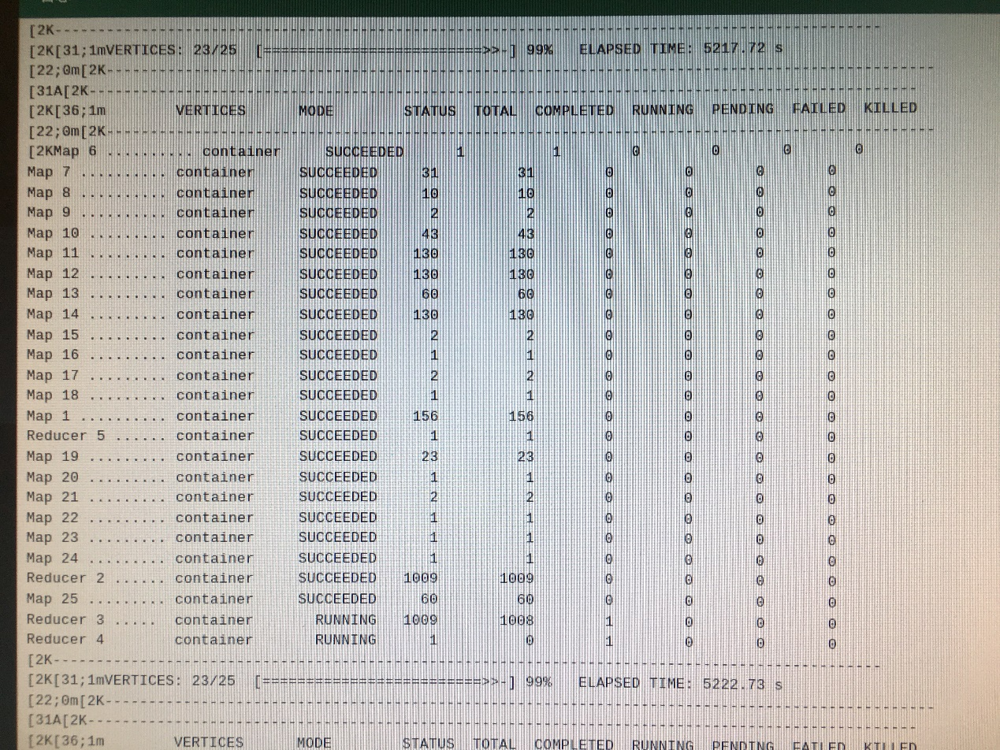 [2K----------------------------------------------------------------------------------------------
[2K[31;1mVERTICES: 23/25  [=========================>>-] 99%   ELAPSED TIME: 5217.72 s
[22;0m[2K----------------------------------------------------------------------------------------------
[31A[2K----------------------------------------------------------------------------------------------
[2K[36;1m        VERTICES      MODE        STATUS  TOTAL  COMPLETED  RUNNING  PENDING  FAILED  KILLED
[22;0m[2K----------------------------------------------------------------------------------------------
[2KMap 6 .......... container     SUCCEEDED      1          1        0        0       0       0
Map 7 .......... container     SUCCEEDED     31         31        0        0       0       0
Map 8 .......... container     SUCCEEDED     10         10        0        0       0       0
Map 9 .......... container     SUCCEEDED      2          2        0        0       0       0
Map 10 ......... container     SUCCEEDED     43         43        0        0       0       0
Map 11 ......... container     SUCCEEDED    130        130        0        0       0       0
Map 12 ......... container     SUCCEEDED    130        130        0        0       0       0
Map 13 ......... container     SUCCEEDED     60         60        0        0       0       0
Map 14 ......... container     SUCCEEDED    130        130        0        0       0       0
Map 15 ......... container     SUCCEEDED      2          2        0        0       0       0
Map 16 ......... container     SUCCEEDED      1          1        0        0       0       0
Map 17 ......... container     SUCCEEDED      2          2        0        0       0       0
Map 18 ......... container     SUCCEEDED      1          1        0        0       0       0
Map 1 .......... container     SUCCEEDED    156        156        0        0       0       0
Reducer 5 ...... container     SUCCEEDED      1          1        0        0       0       0
Map 19 ......... container     SUCCEEDED     23         23        0        0       0       0
Map 20 ......... container     SUCCEEDED      1          1        0        0       0       0
Map 21 ......... container     SUCCEEDED      2          2        0        0       0       0
Map 22 ......... container     SUCCEEDED      1          1        0        0       0       0
Map 23 ......... container     SUCCEEDED      1          1        0        0       0       0
Map 24 ......... container     SUCCEEDED      1          1        0        0       0       0
Reducer 2 ...... container     SUCCEEDED   1009       1009        0        0       0       0
Map 25 ......... container     SUCCEEDED     60         60        0        0       0       0
Reducer 3 .....  container       RUNNING   1009       1008        1        0       0       0
Reducer 4        container       RUNNING      1          0        1        0       0       0
[2K----------------------------------------------------------------------------------------------
[2K[31;1mVERTICES: 23/25  [=========================>>-] 99%   ELAPSED TIME: 5222.73 s
[22;0m[2K----------------------------------------------------------------------------------------------
[31A[2K----------------------------------------------------------------------------------------------
[2K[36;1m        VERTICES      MODE        STATUS  TOTAL  COMPLETED  RUNNING  PENDING  FAILED  KILLED